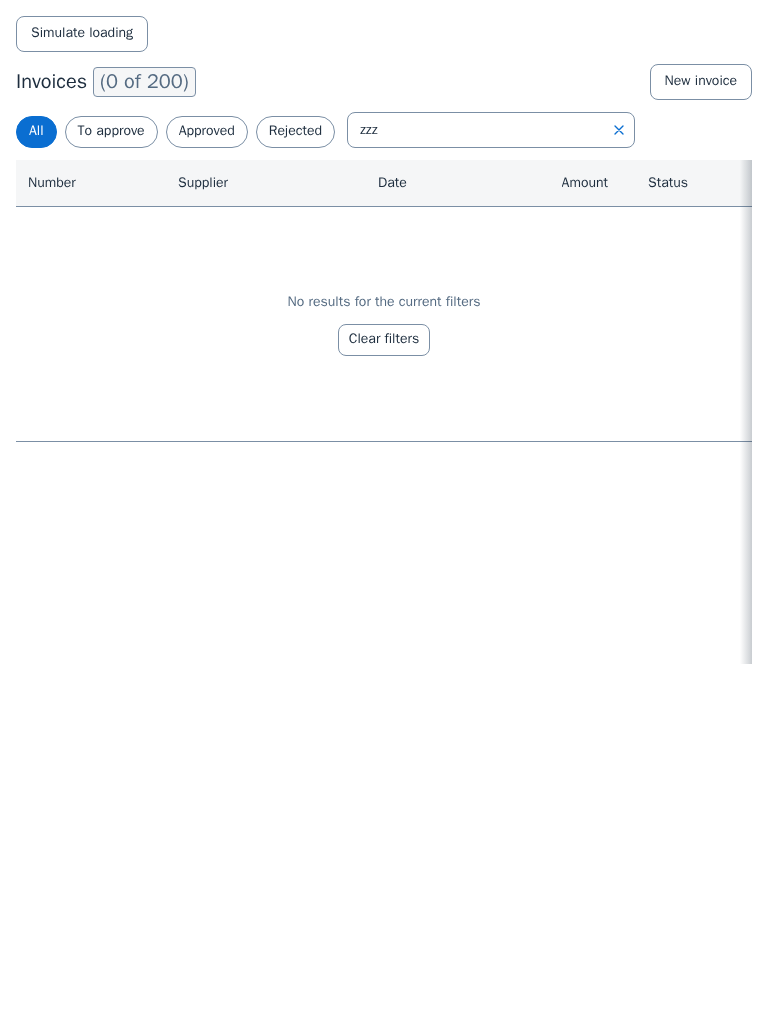 Simulate loading
Invoices (0 of 200)
New invoice
All
To approve
Approved
Rejected
zzz
Number Supplier Date Amount Status
No results for the current filters
Clear filters